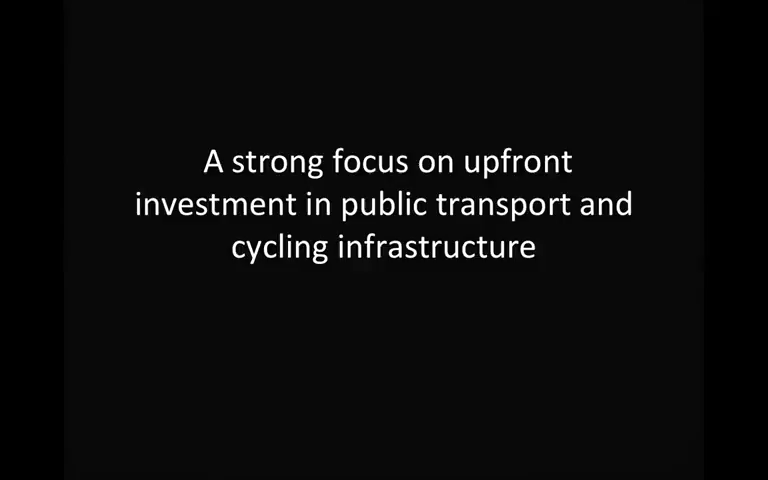 A strong focus on upfront
investment in public transport and
cycling infrastructure